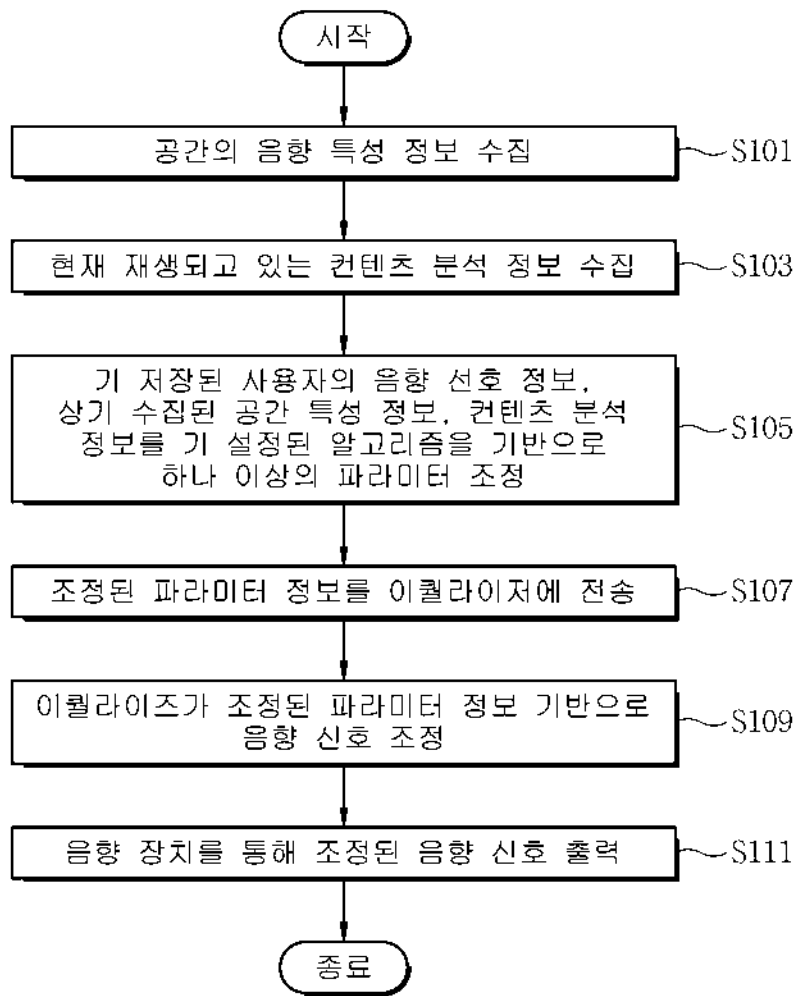 시작
공간의 음향 특성 정보 수집
S101
현재 재생되고 있는 컨텐츠 분석 정보 수집
S103
기 저장된 사용자의 음향 선호 정보,
상기 수집된 공간 특성 정보, 컨텐츠 분석
정보를 기 설정된 알고리즘을 기반으로
하나 이상의 파라미터 조정
S105
조정된 파라미터 정보를 이퀄라이저에 전송
S107
이퀄라이즈가 조정된 파라미터 정보 기반으로
음향 신호 조정
S109
음향 장치를 통해 조정된 음향 신호 출력
S111
종료